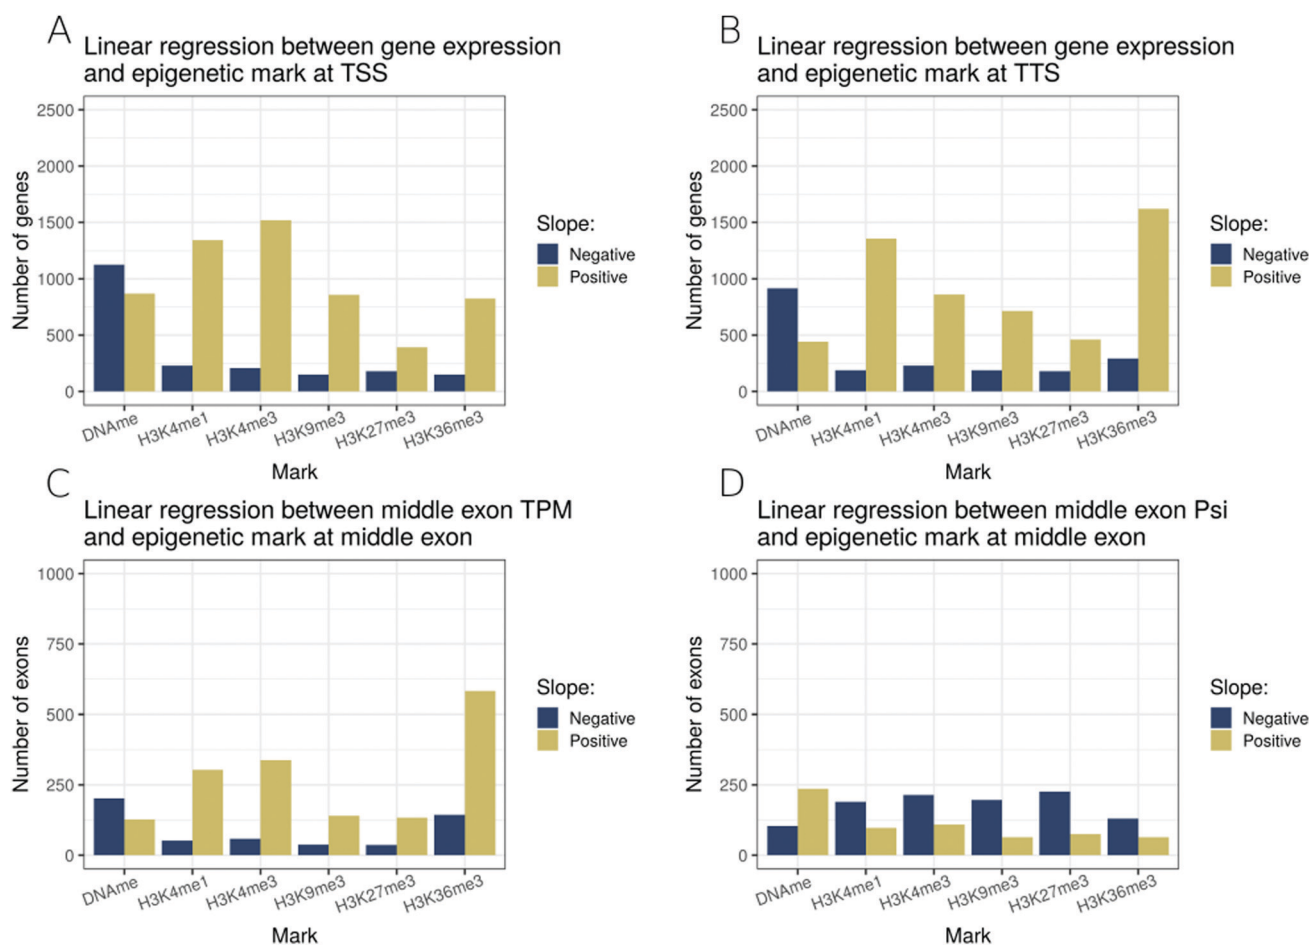 A
Linear regression between gene expression
and epigenetic mark at TSS
2500
2000
1500
1000
500
0
Number of genes
DNAme
H3K4me1
H3K4me3
H3K9me3
H3K27me3
H3K36me3
Mark
Slope:
Negative
Positive
B
Linear regression between gene expression
and epigenetic mark at TTS
2500
2000
1500
1000
500
0
Number of genes
DNAme
H3K4me1
H3K4me3
H3K9me3
H3K27me3
H3K36me3
Mark
Slope:
Negative
Positive
C
Linear regression between middle exon TPM
and epigenetic mark at middle exon
1000
750
500
250
0
Number of exons
DNAme
H3K4me1
H3K4me3
H3K9me3
H3K27me3
H3K36me3
Mark
Slope:
Negative
Positive
D
Linear regression between middle exon Psi
and epigenetic mark at middle exon
1000
750
500
250
0
Number of exons
DNAme
H3K4me1
H3K4me3
H3K9me3
H3K27me3
H3K36me3
Mark
Slope:
Negative
Positive